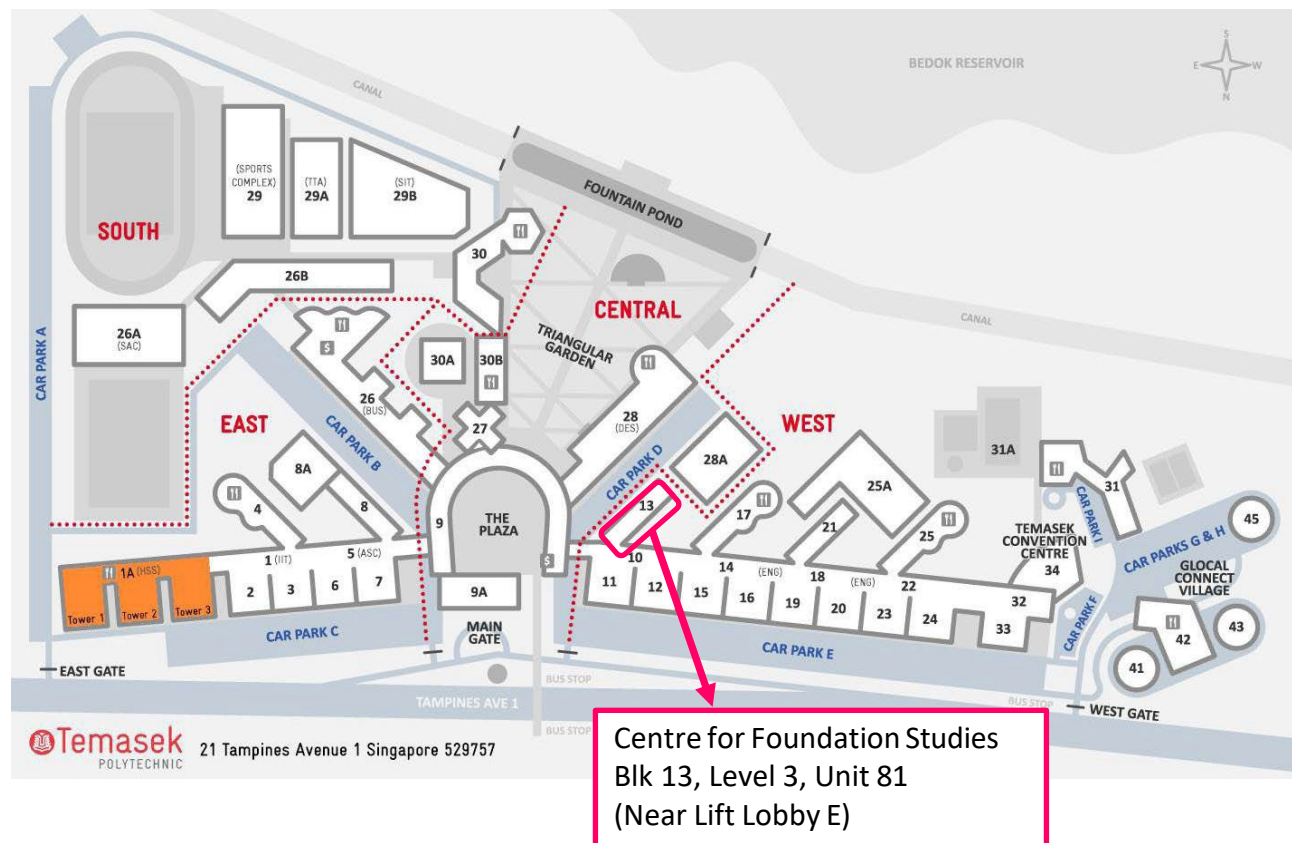 BEDOK RESERVOIR
S
E
W
N
CANAL
(SPORTS
COMPLEX)
29
(TTA)
29A
(SIT)
29B
FOUNTAIN POND
SOUTH
30
26B
CENTRAL
CANAL
26A
(SAC)
TRIANGULAR
GARDEN
CAR PARK A
$
30A
30B
26
(BUS)
EAST
CAR PARK B
27
28
(DES)
WEST
CAR PARK D
28A
31A
8A
25A
31
4
8
13
17
21
25
CAR PARK I
45
9
THE
PLAZA
TEMASEK
CONVENTION
CENTRE
34
CAR PARKS G & H
1 (IIT)
5 (ASC)
$
10
14
(ENG)
18
(ENG)
22
GLOCAL
CONNECT
VILLAGE
1A (HSS)
Tower 1
Tower 2
Tower 3
2
3
6
7
9A
11
12
15
16
19
20
23
24
32
33
CAR PARK F
42
43
41
CAR PARK C
MAIN
GATE
CAR PARK E
EAST GATE
BUS STOP
TAMPINES AVE 1
BUS STOP
WEST GATE
BUS STOP
Temasek
POLYTECHNIC
21 Tampines Avenue 1 Singapore 529757
Centre for Foundation Studies
Blk 13, Level 3, Unit 81
(Near Lift Lobby E)